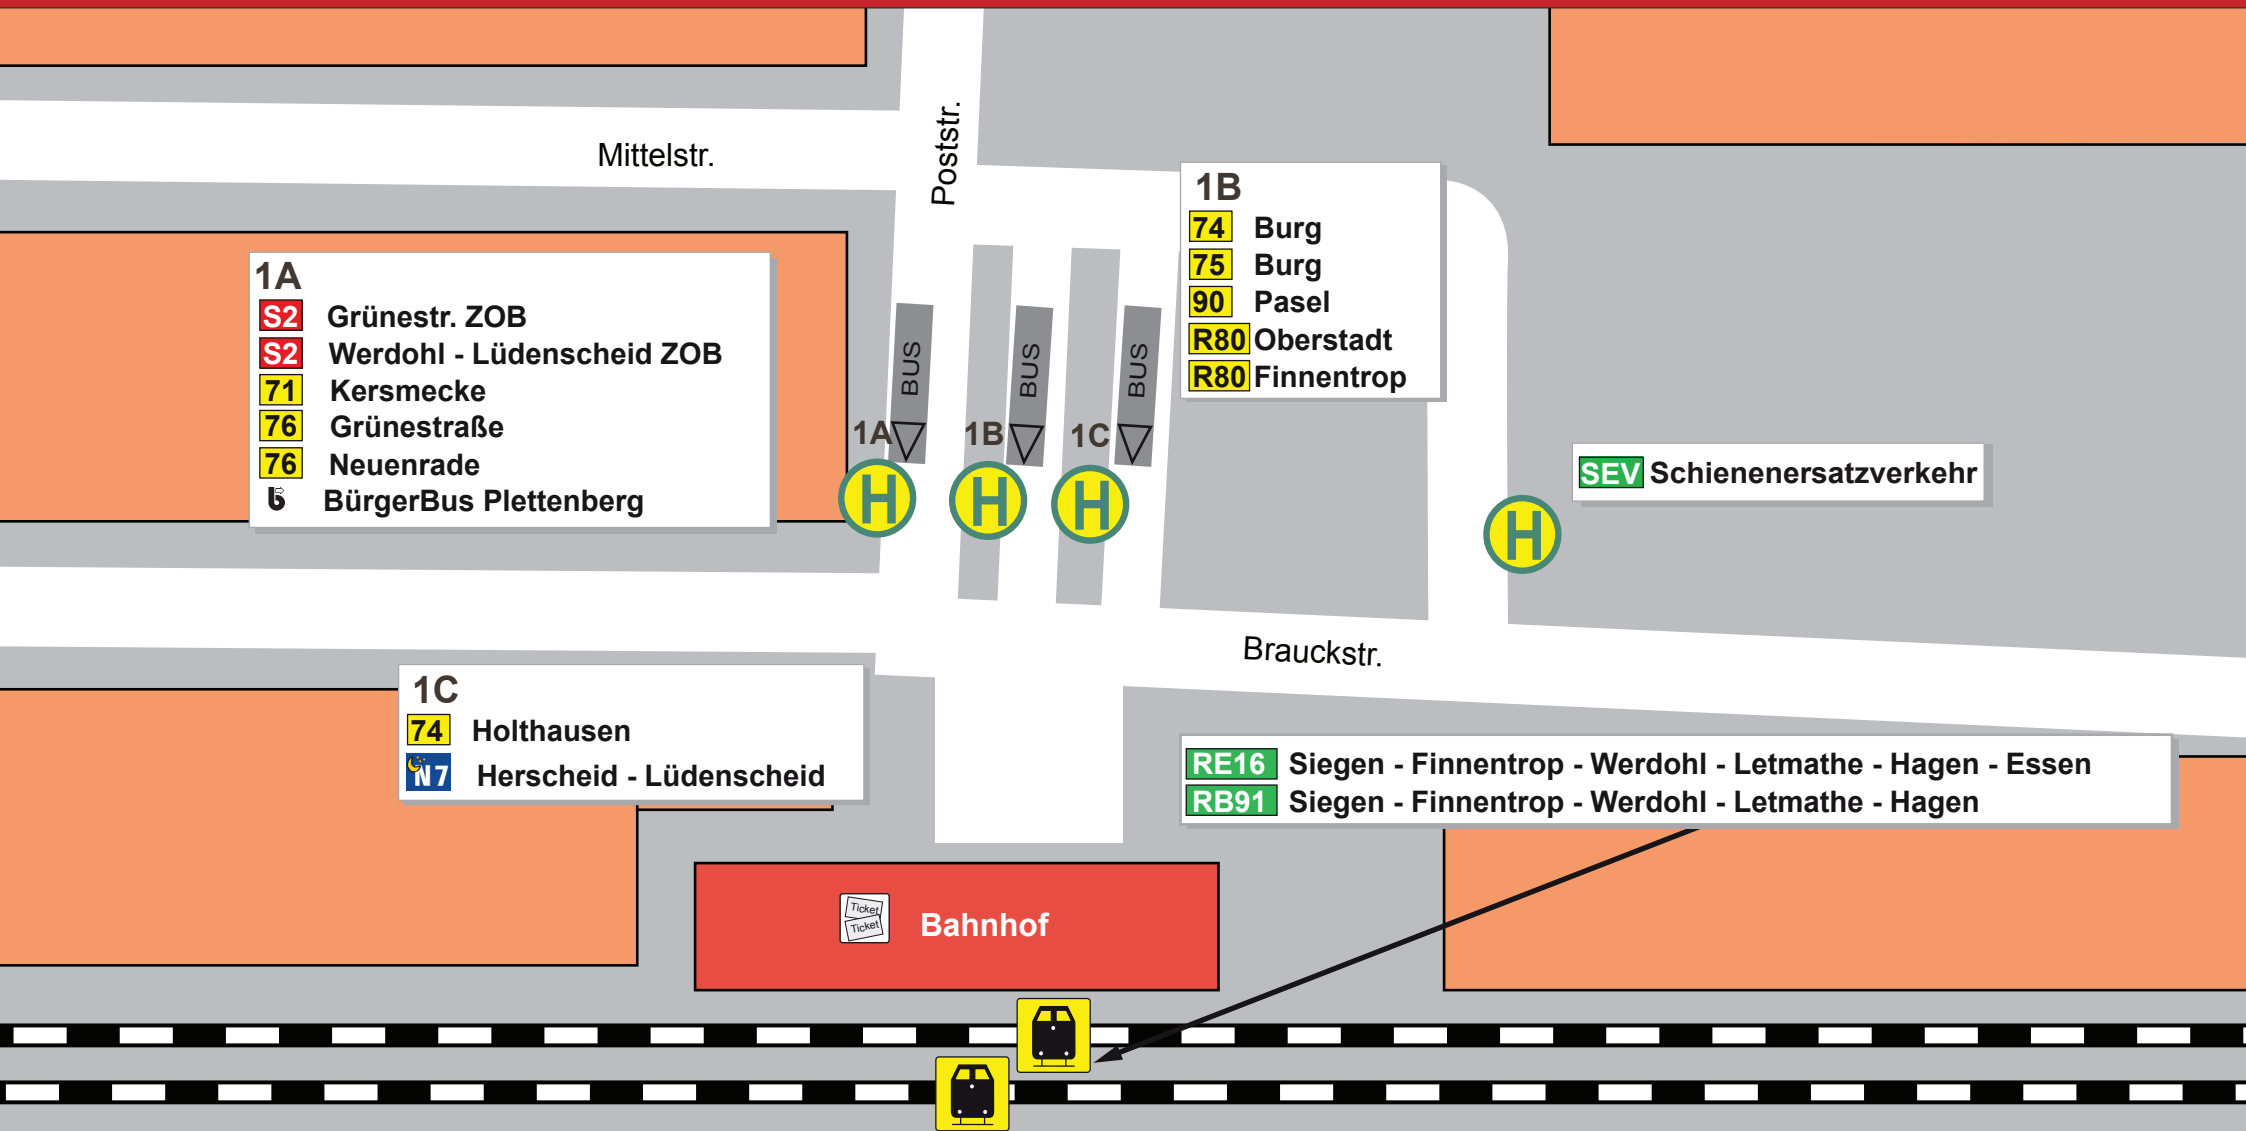 Mittelstr.
Poststr.
1A
S2 Grünestr. ZOB
S2 Werdohl - Lüdenscheid ZOB
71 Kersmecke
76 Grünestraße
76 Neuenrade
BürgerBus Plettenberg
1B
74 Burg
75 Burg
90 Pasel
R80 Oberstadt
R80 Finnentrop
BUS
BUS
BUS
1A
1B
1C
H
H
H
H
SEV Schienenersatzverkehr
Brauckstr.
1C
74 Holthausen
N7 Herscheid - Lüdenscheid
RE16 Siegen - Finnentrop - Werdohl - Letmathe - Hagen - Essen
RB91 Siegen - Finnentrop - Werdohl - Letmathe - Hagen
Ticket
Ticket
Bahnhof